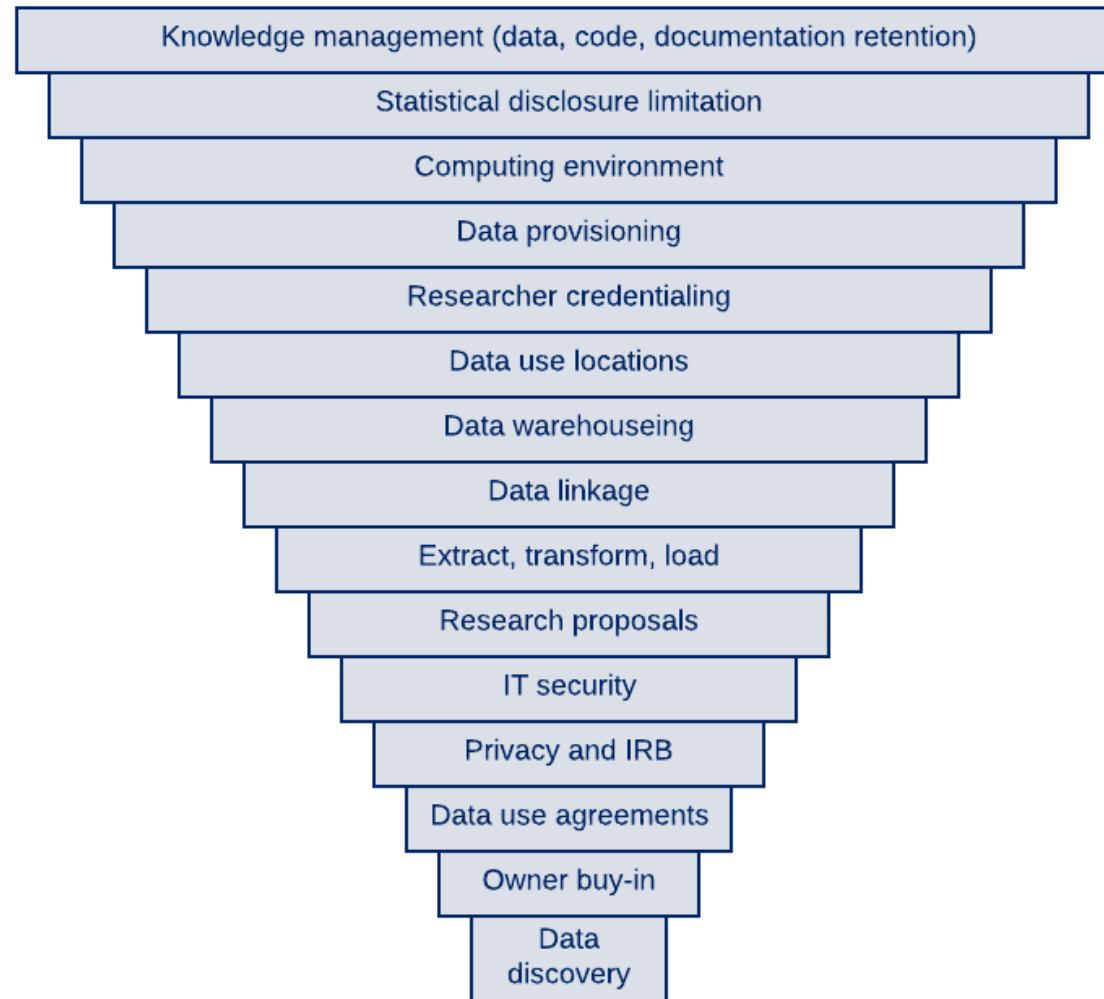 Knowledge management (data, code, documentation retention)
Statistical disclosure limitation
Computing environment
Data provisioning
Researcher credentialing
Data use locations
Data warehouseing
Data linkage
Extract, transform, load
Research proposals
IT security
Privacy and IRB
Data use agreements
Owner buy-in
Data
discovery